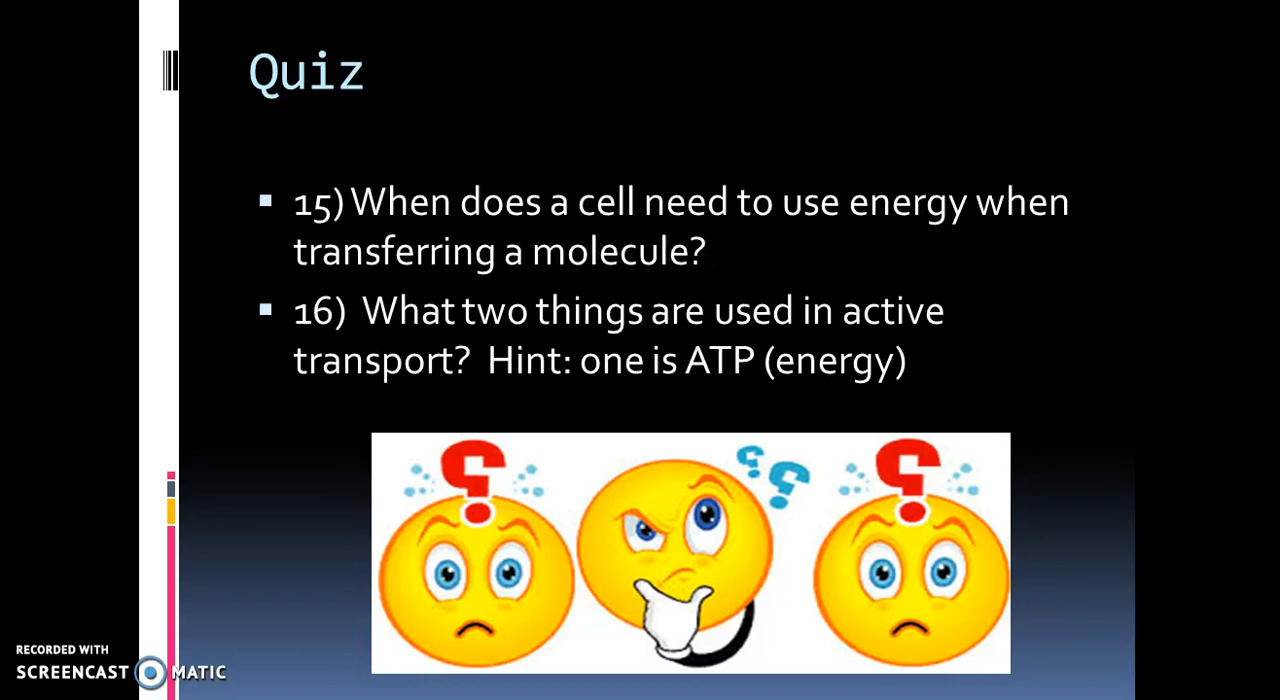 Quiz
15) When does a cell need to use energy when
transferring a molecule?
16) What two things are used in active
transport? Hint: one is ATP (energy)
? ? ? ?
RECORDED WITH
SCREENCAST MATIC